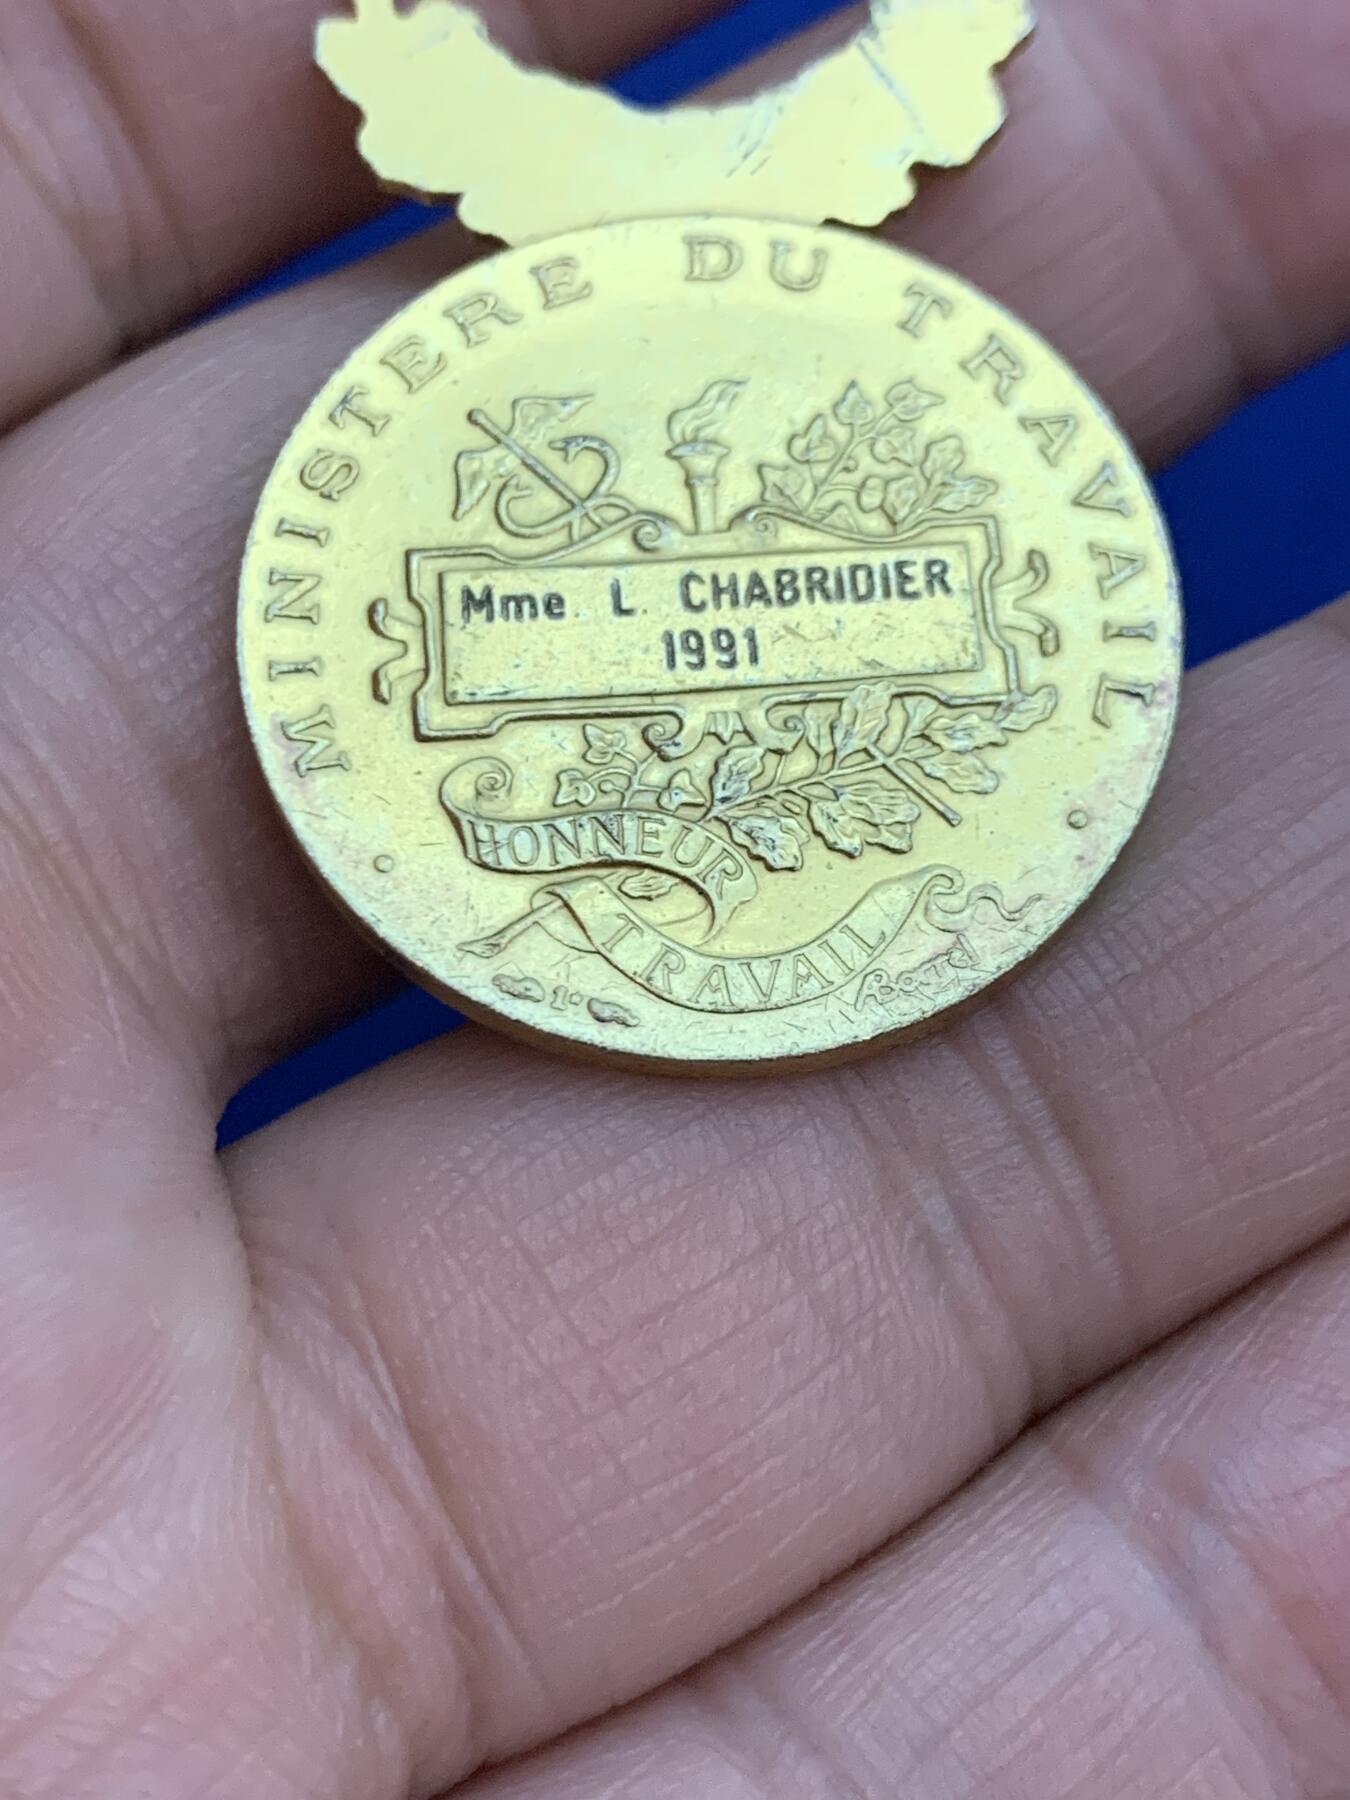 MINISTERE DU TRAVAIL
Mme L. CHABRIDIER
1991
HONNEUR
TRAVAIL